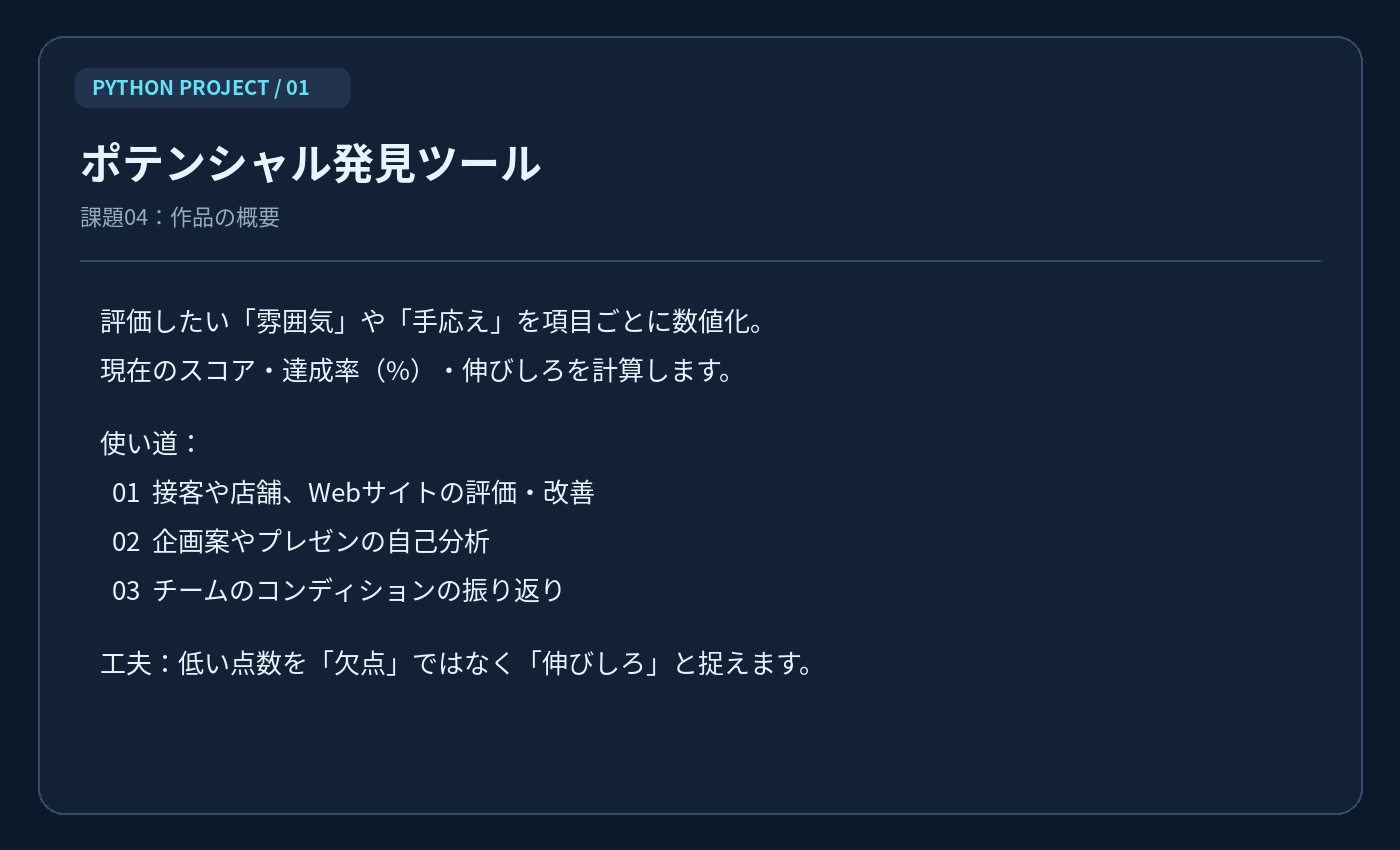 PYTHON PROJECT / 01
ポテンシャル発見ツール
課題04：作品の概要
評価したい「雰囲気」や「手応え」を項目ごとに数値化。
現在のスコア・達成率（%）・伸びしろを計算します。
使い道：
01 接客や店舗、Webサイトの評価・改善
02 企画案やプレゼンの自己分析
03 チームのコンディションの振り返り
工夫：低い点数を「欠点」ではなく「伸びしろ」と捉えます。